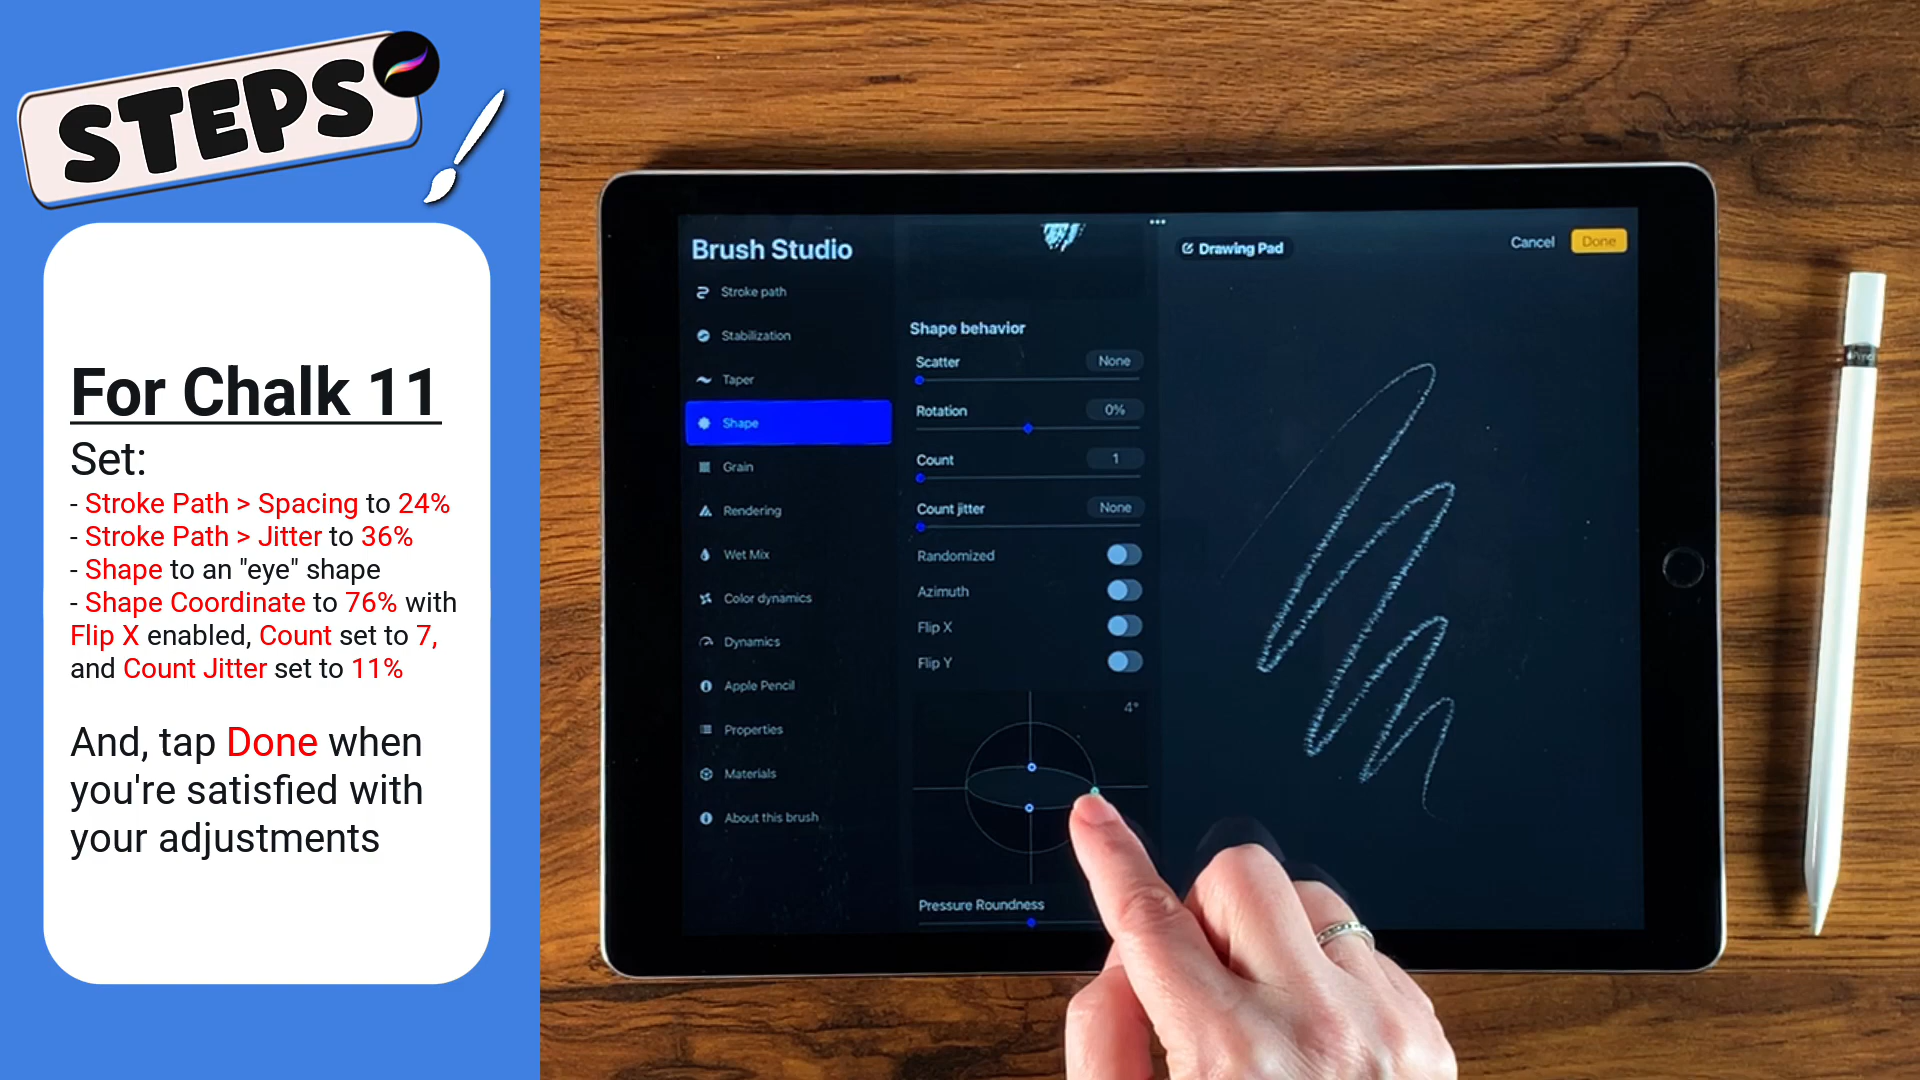 STEPS
For Chalk 11
Set:
- Stroke Path > Spacing to 24%
- Stroke Path > Jitter to 36%
- Shape to an "eye" shape
- Shape Coordinate to 76% with
Flip X enabled, Count set to 7,
and Count Jitter set to 11%
And, tap Done when
you're satisfied with
your adjustments
Brush Studio
Stroke path
Stabilization
Taper
Shape
Grain
Rendering
Wet Mix
Color dynamics
Dynamics
Apple Pencil
Properties
Materials
About this brush
Shape behavior
Scatter None
Rotation 0%
Count 1
Count jitter None
Randomized
Azimuth
Flip X
Flip Y
4°
Pressure Roundness
Drawing Pad
Cancel
Done